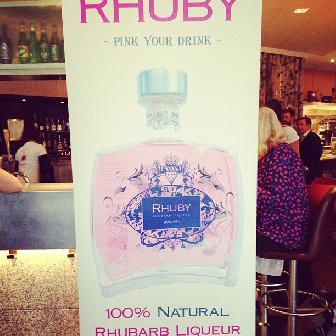 RHUBY
- PINK YOUR DRINK -
RHUBY
100% NATURAL
RHUBARB LIQUEUR